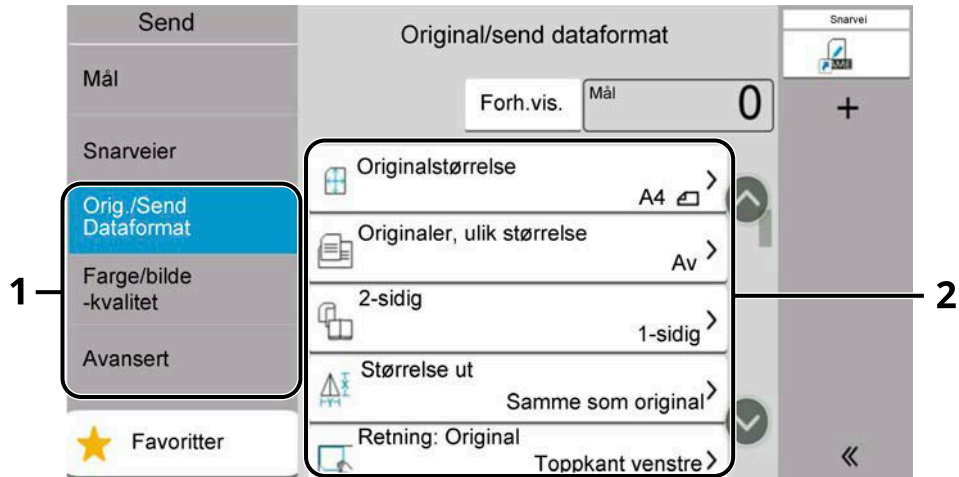 Send
Mål
Snarveier
Orig./Send
Dataformat
Farge/bilde
-kvalitet
Avansert
Favoritter
1
Original/send dataformat
Forh.vis.
Mål
0
Originalstørrelse
A4
Originaler, ulik størrelse
Av
2-sidig
1-sidig
Størrelse ut
Samme som original
Retning: Original
Toppkant venstre
2
Snarvei
+